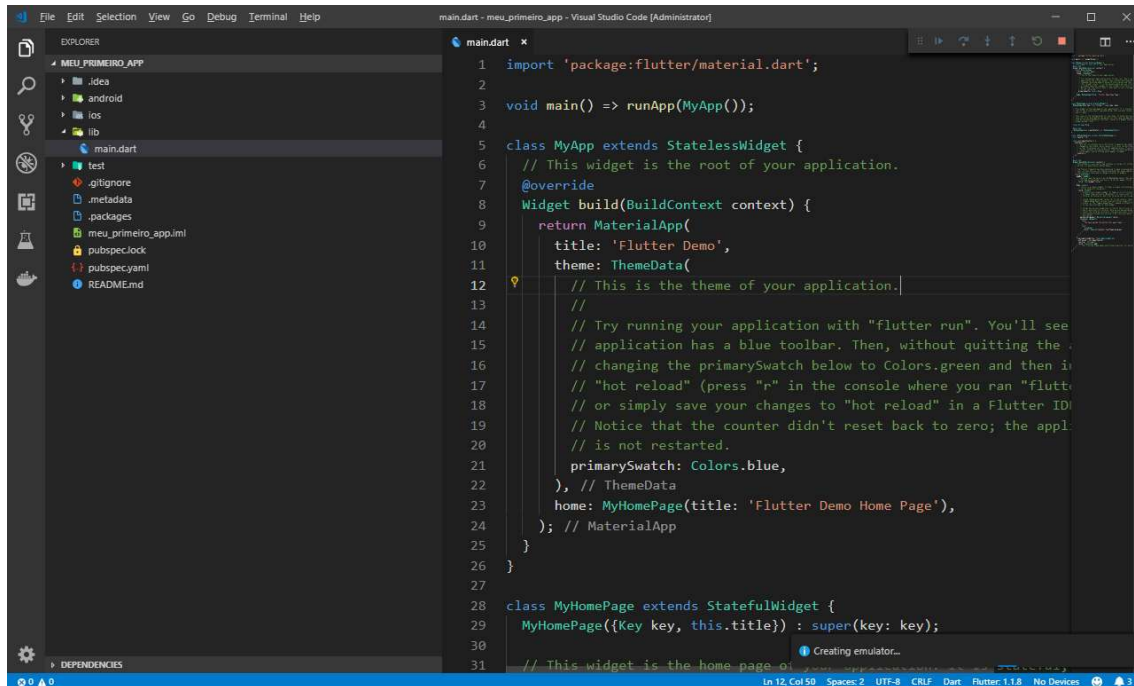 File Edit Selection View Go Debug Terminal Help
main.dart - meu_primeiro_app - Visual Studio Code [Administrator]
EXPLORER
MEU_PRIMEIRO_APP
.idea
android
ios
lib
main.dart
test
.gitignore
.metadata
.packages
meu_primeiro_app.iml
pubspec.lock
pubspec.yaml
README.md
DEPENDENCIES
main.dart ×
1 import 'package:flutter/material.dart';
2
3 void main() => runApp(MyApp());
4
5 class MyApp extends StatelessWidget {
6 // This widget is the root of your application.
7 @override
8 Widget build(BuildContext context) {
9 return MaterialApp(
10 title: 'Flutter Demo',
11 theme: ThemeData(
12 // This is the theme of your application.
13 //
14 // Try running your application with "flutter run". You'll see
15 // application has a blue toolbar. Then, without quitting the
16 // changing the primarySwatch below to Colors.green and then
17 // "hot reload" (press "r" in the console where you ran
18 // or simply save your changes to "hot reload" in a Flutter
19 // Notice that the counter didn't reset back to zero; the
20 // is not restarted.
21 primarySwatch: Colors.blue,
22 ), // ThemeData
23 home: MyHomePage(title: 'Flutter Demo Home Page'),
24 ); // MaterialApp
25 }
26 }
27
28 class MyHomePage extends StatefulWidget {
29 MyHomePage({Key key, this.title}) : super(key: key);
30
31 // This widget is the home page of your application. It is stateful,
Creating emulator...
0 0
Ln 12, Col 50 Spaces: 2 UTF-8 CRLF Dart Flutter: 1.1.8 No Devices 3